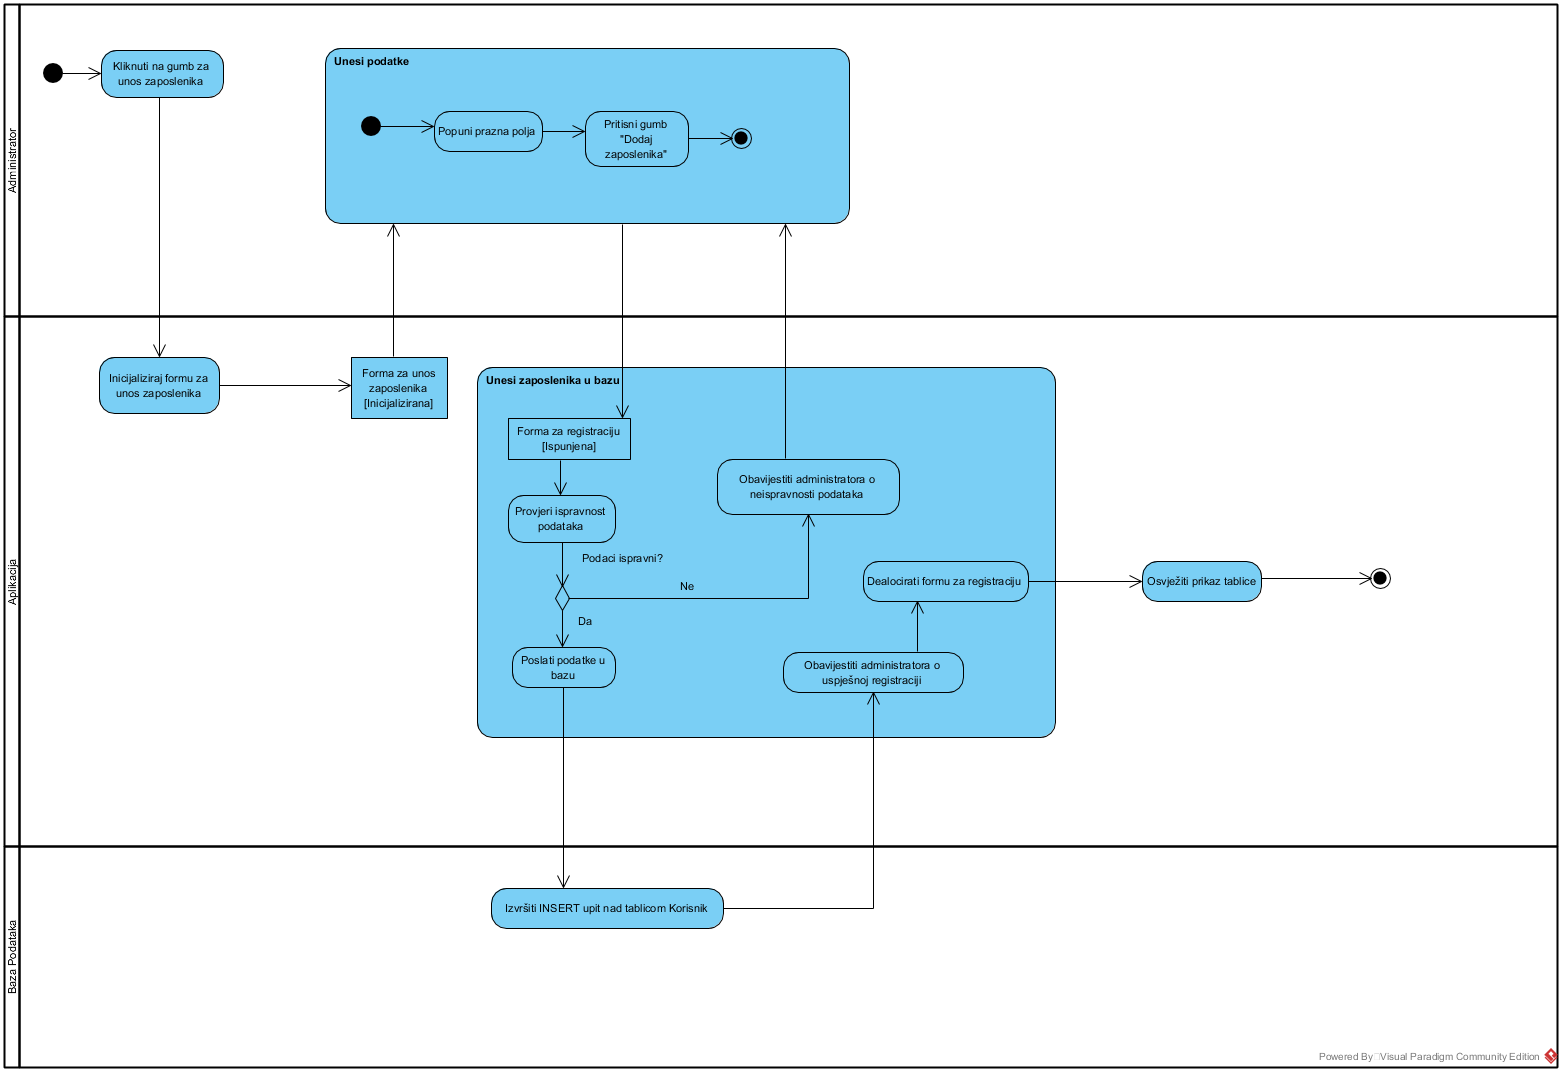 Administrator
Kliknuti na gumb za
unos zaposlenika
Unesi podatke
Popuni prazna polja
Pritisni gumb
"Dodaj
zaposlenika"
Aplikacija
Inicijaliziraj formu za
unos zaposlenika
Forma za unos
zaposlenika
[Inicijalizirana]
Unesi zaposlenika u bazu
Forma za registraciju
[Ispunjena]
Provjeri ispravnost
podataka
Podaci ispravni?
Ne
Da
Obavijestiti administratora o
neispravnosti podataka
Poslati podatke u
bazu
Dealocirati formu za registraciju
Obavijestiti administratora o
uspješnoj registraciji
Osvježiti prikaz tablice
Baza Podataka
Izvršiti INSERT upit nad tablicom Korisnik
Powered By Visual Paradigm Community Edition